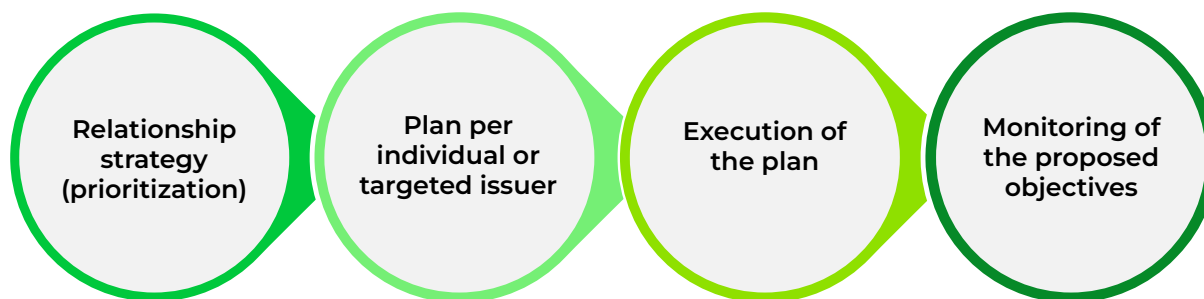 Relationship
strategy
(prioritization)
Plan per
individual or
targeted issuer
Execution of
the plan
Monitoring of
the proposed
objectives